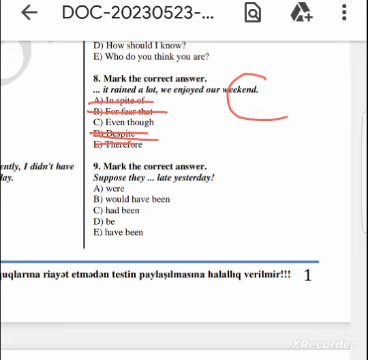 DOC-20230523-...
D) How should I know?
E) Who do you think you are?
8. Mark the correct answer.
... it rained a lot, we enjoyed our weekend.
A) In spite of
B) For fear that
C) Even though
D) Despite
E) Therefore
ently, I didn't have
lay.
9. Mark the correct answer.
Suppose they ... late yesterday!
A) were
B) would have been
C) had been
D) be
E) have been
uqlarına riayət etmədən testin paylaşılmasına halallıq verilmir!!! 1
XRecorder